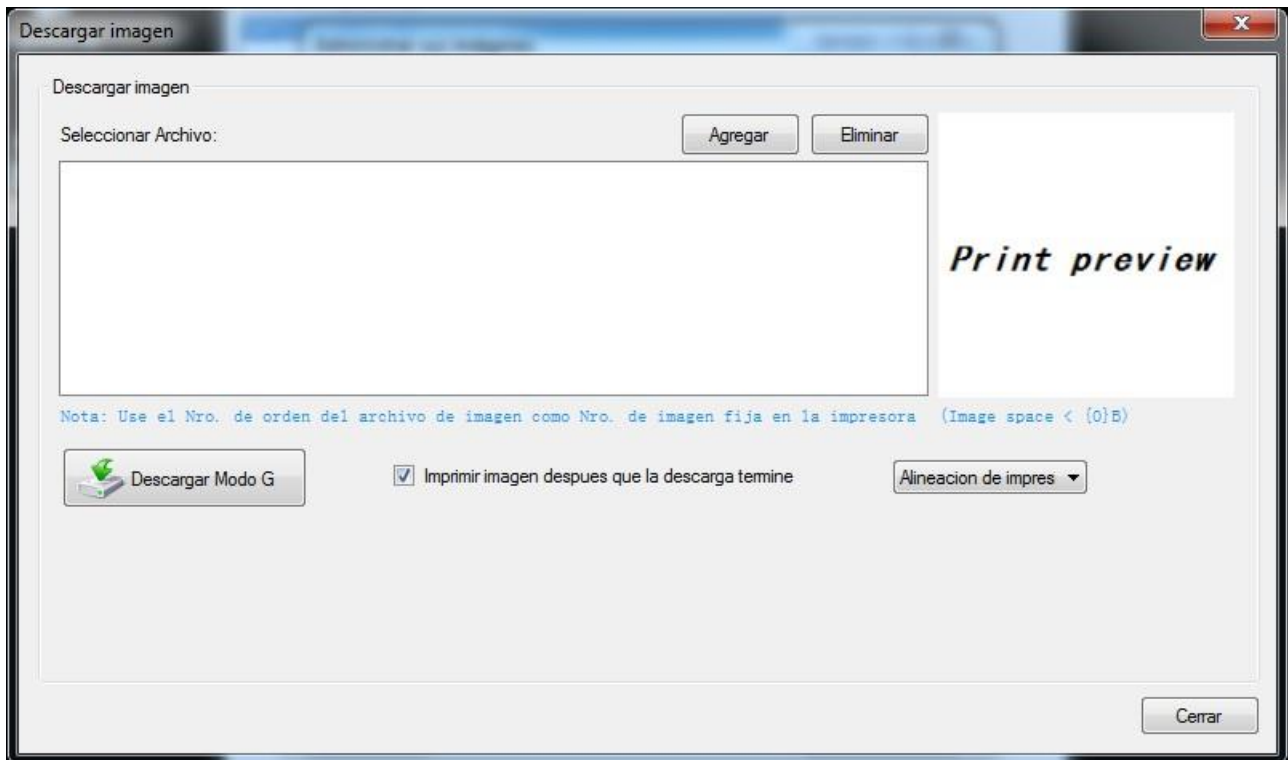 Descargar imagen
Descargar imagen
Seleccionar Archivo:
Agregar
Eliminar
Print preview
Nota: Use el Nro. de orden del archivo de imagen como Nro. de imagen fija en la impresora (Image space < {0}B)
Descargar Modo G
Imprimir imagen despues que la descarga termine
Alineacion de impres
Cerrar